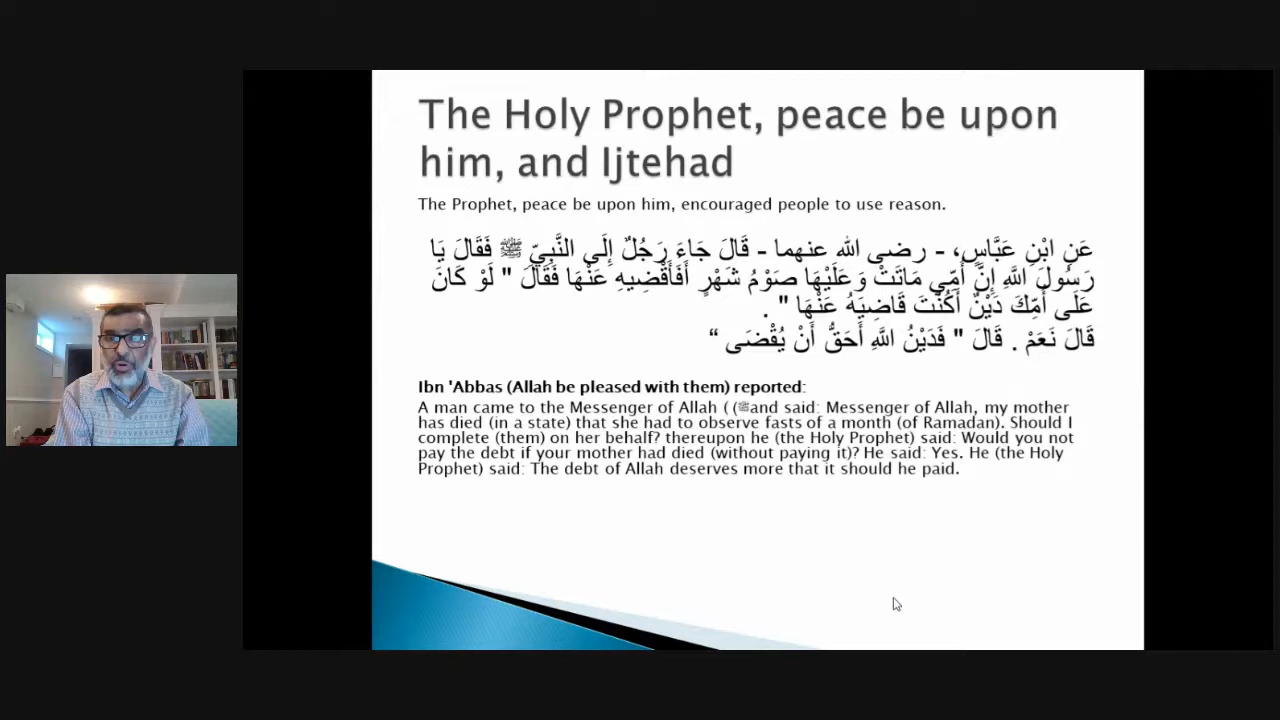 The Holy Prophet, peace be upon
him, and Ijtehad
The Prophet, peace be upon him, encouraged people to use reason.
عَنِ ابْنِ عَبَّاسٍ، - رضى الله عنهما - قَالَ جَاءَ رَجُلٌ إِلَى النَّبِيِّ ﷺ فَقَالَ يَا
رَسُولَ اللَّهِ إِنَّ أُمِّي مَاتَتْ وَعَلَيْهَا صَوْمُ شَهْرٍ أَفَأَقْضِيهِ عَنْهَا فَقَالَ " لَوْ كَانَ
عَلَى أُمِّكَ دَيْنٌ أَكُنْتَ قَاضِيَهُ عَنْهَا " .
قَالَ نَعَمْ . قَالَ " فَدَيْنُ اللَّهِ أَحَقُّ أَنْ يُقْضَى “
Ibn 'Abbas (Allah be pleased with them) reported:
A man came to the Messenger of Allah ( (ﷺand said: Messenger of Allah, my mother
has died (in a state) that she had to observe fasts of a month (of Ramadan). Should I
complete (them) on her behalf? thereupon he (the Holy Prophet) said: Would you not
pay the debt if your mother had died (without paying it)? He said: Yes. He (the Holy
Prophet) said: The debt of Allah deserves more that it should he paid.